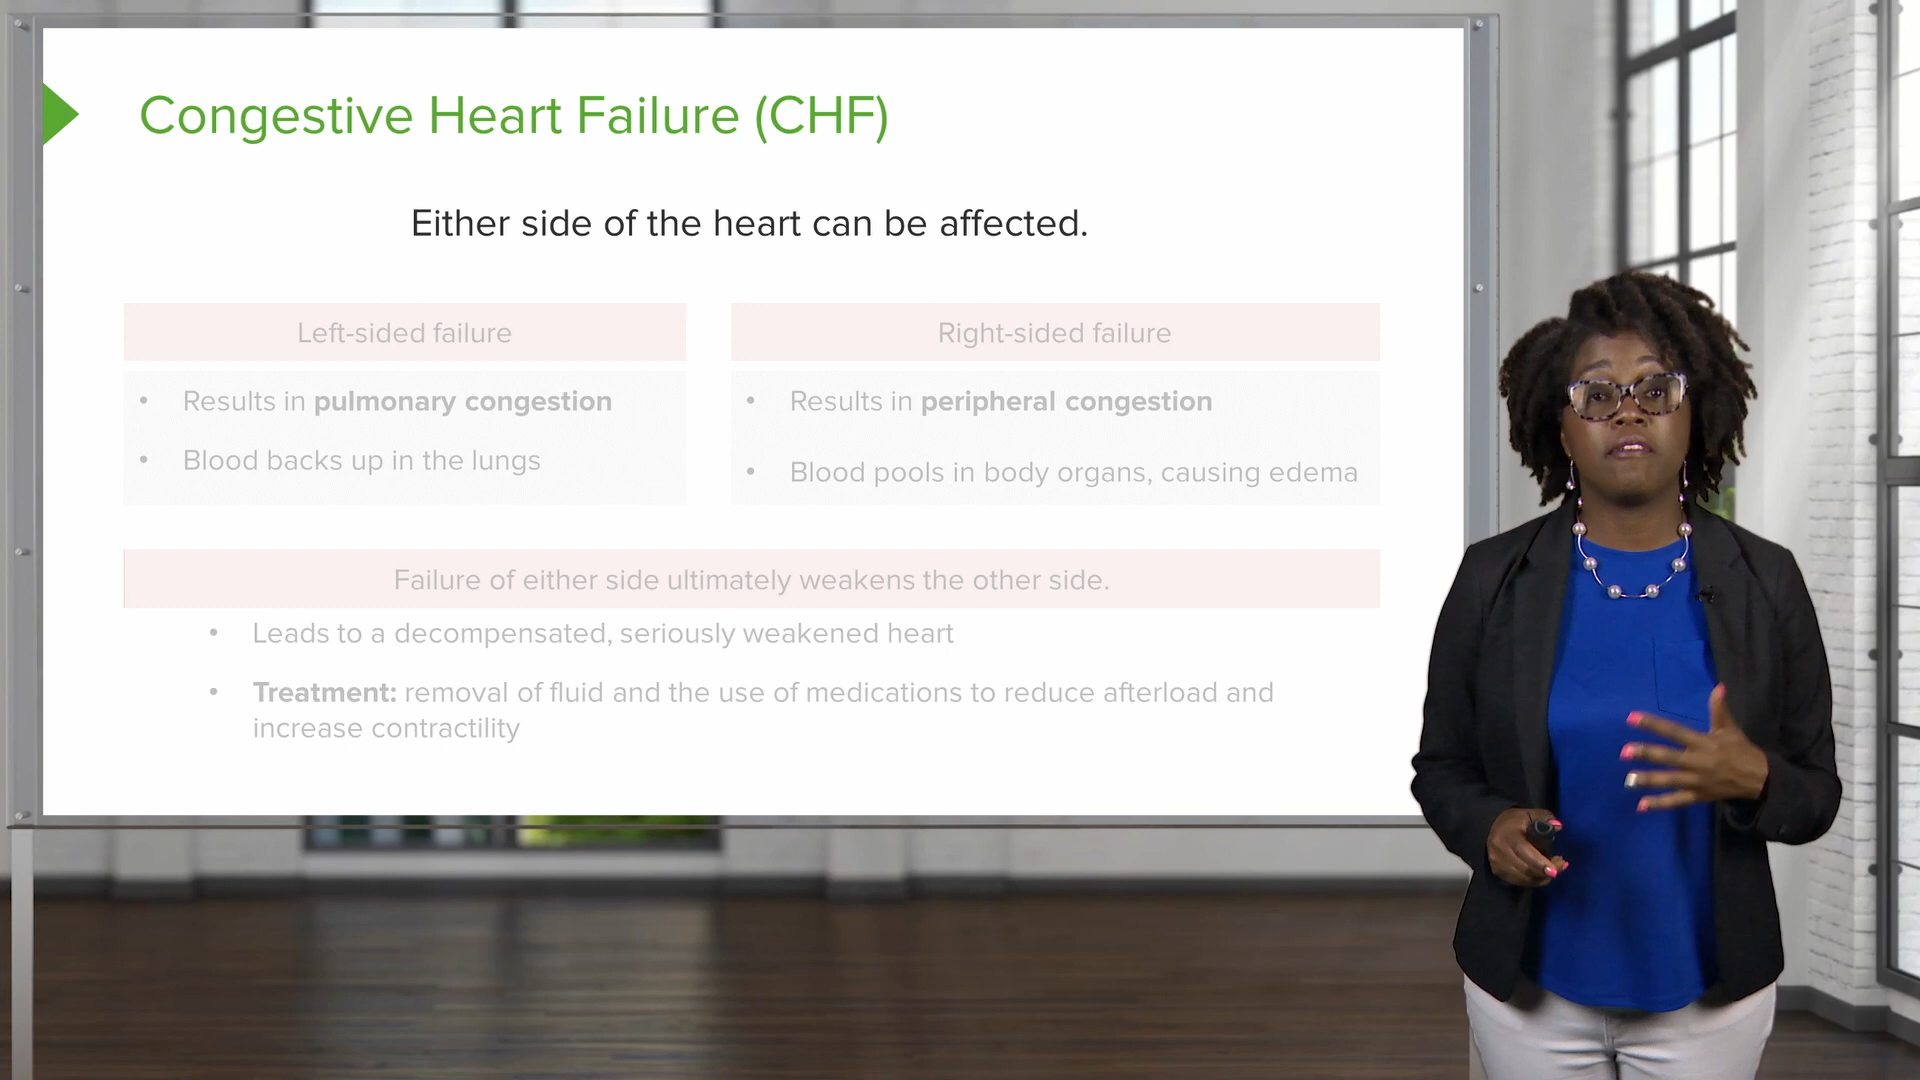 Congestive Heart Failure (CHF)
Either side of the heart can be affected.
Left-sided failure
• Results in pulmonary congestion
• Blood backs up in the lungs
Right-sided failure
• Results in peripheral congestion
• Blood pools in body organs, causing edema
Failure of either side ultimately weakens the other side.
• Leads to a decompensated, seriously weakened heart
• Treatment: removal of fluid and the use of medications to reduce afterload and
increase contractility